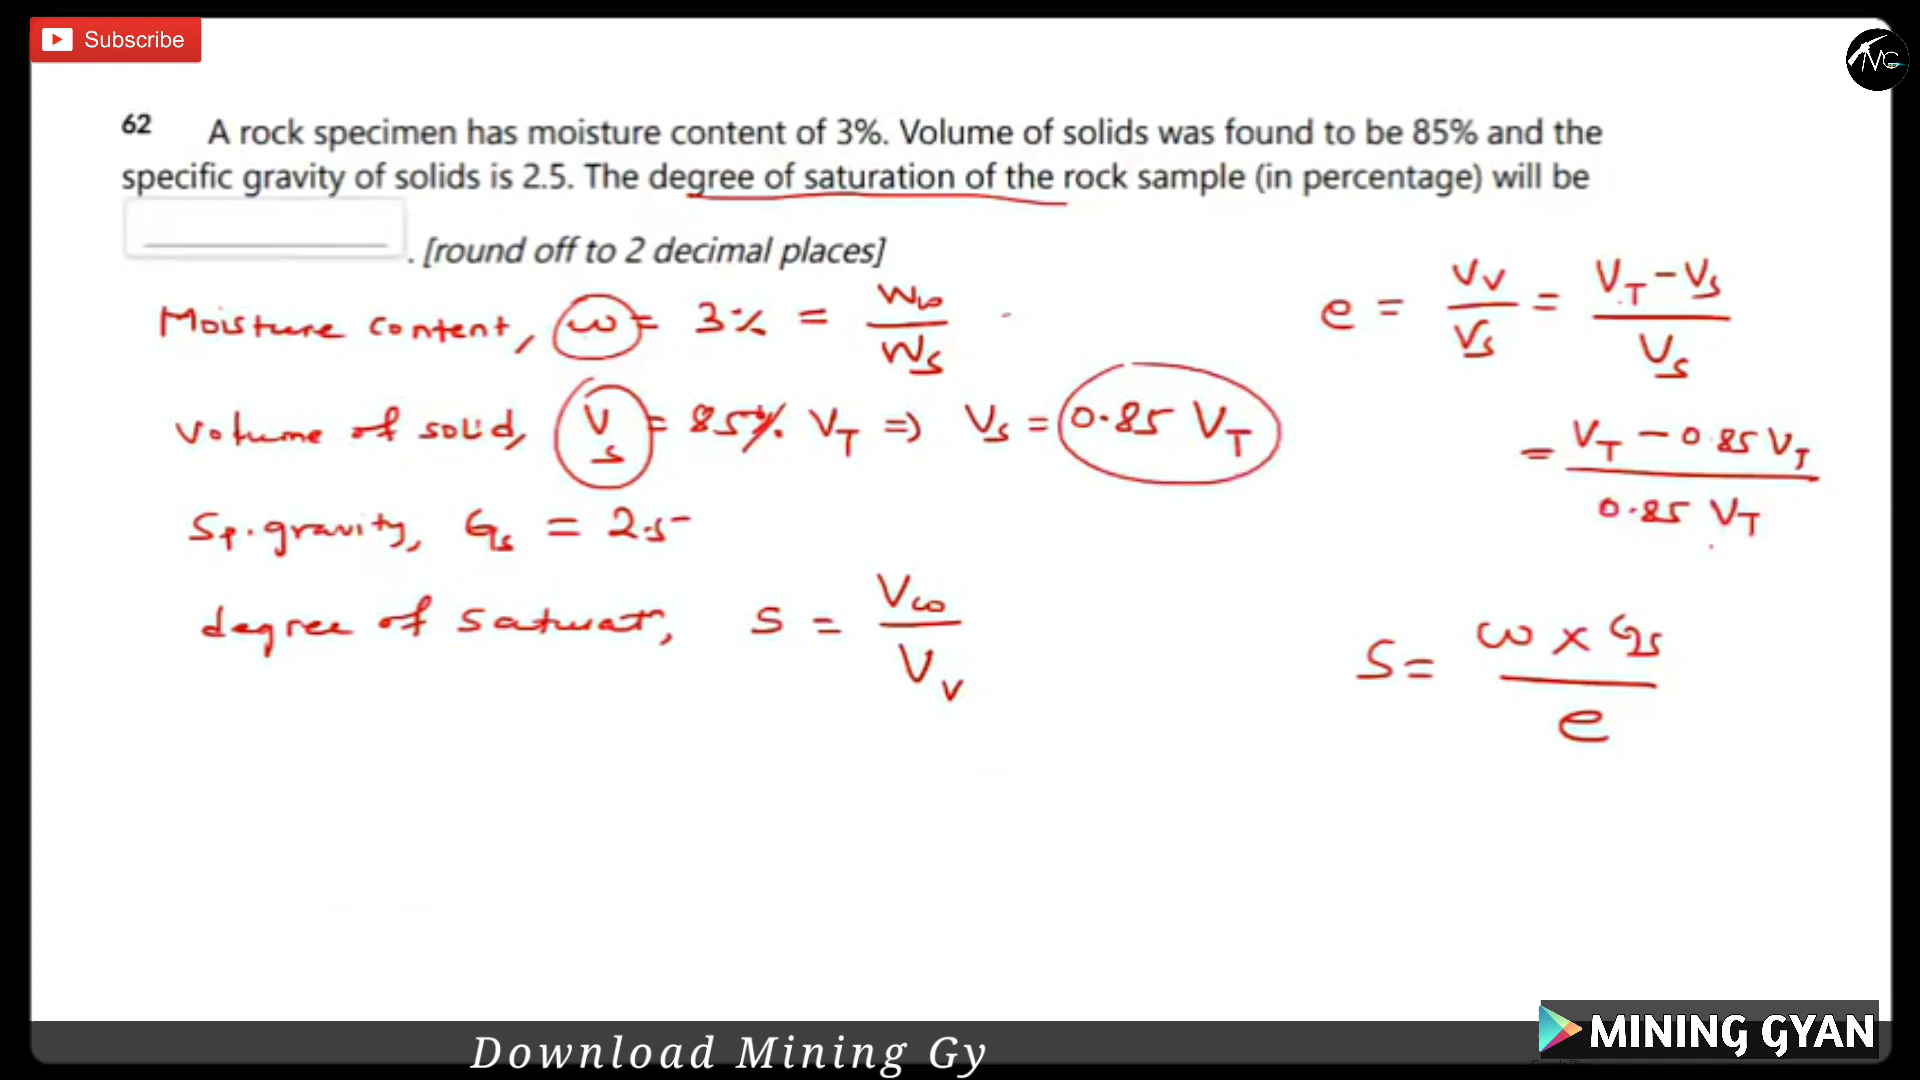 Subscribe
62 A rock specimen has moisture content of 3%. Volume of solids was found to be 85% and the
specific gravity of solids is 2.5. The degree of saturation of the rock sample (in percentage) will be
__________ . [round off to 2 decimal places]
Moisture content, ω = 3% = Wω / Ws
Volume of solid, Vs = 85% VT ⇒ Vs = 0.85 VT
Sp. gravity, Gs = 2.5
degree of saturatn, S = Vω / Vv
e = Vv / Vs = VT - Vs / Vs
= VT - 0.85 VT / 0.85 VT
S = ω × Gs / e
Download Mining Gy
MINING GYAN